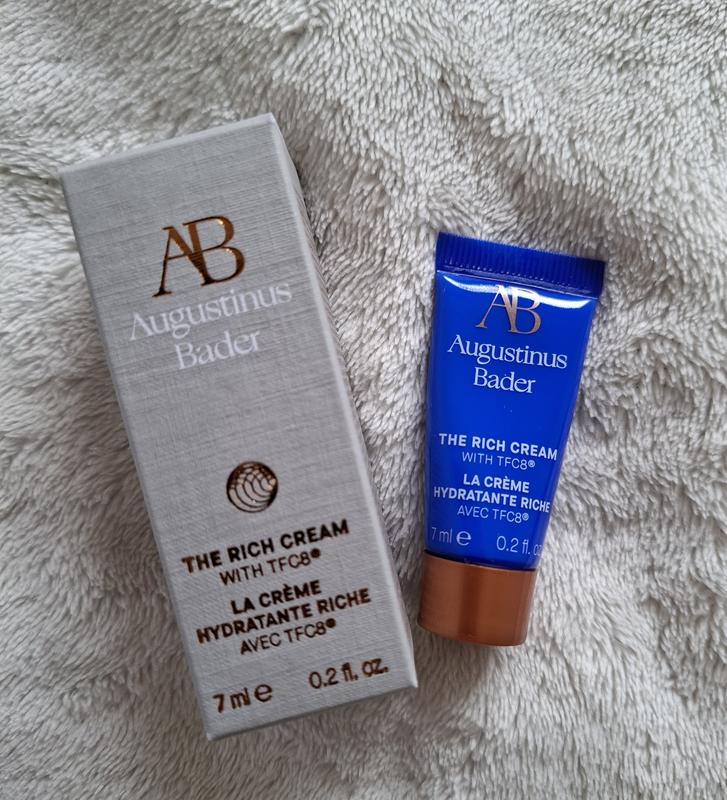 AB
Augustinus
Bader
THE RICH CREAM
WITH TFC8®
LA CRÈME
HYDRATANTE RICHE
AVEC TFC8®
7 ml e 0.2 fl. oz.
AB
Augustinus
Bader
THE RICH CREAM
WITH TFC8®
LA CRÈME
HYDRATANTE RICHE
AVEC TFC8®
7 ml e 0.2 fl. oz